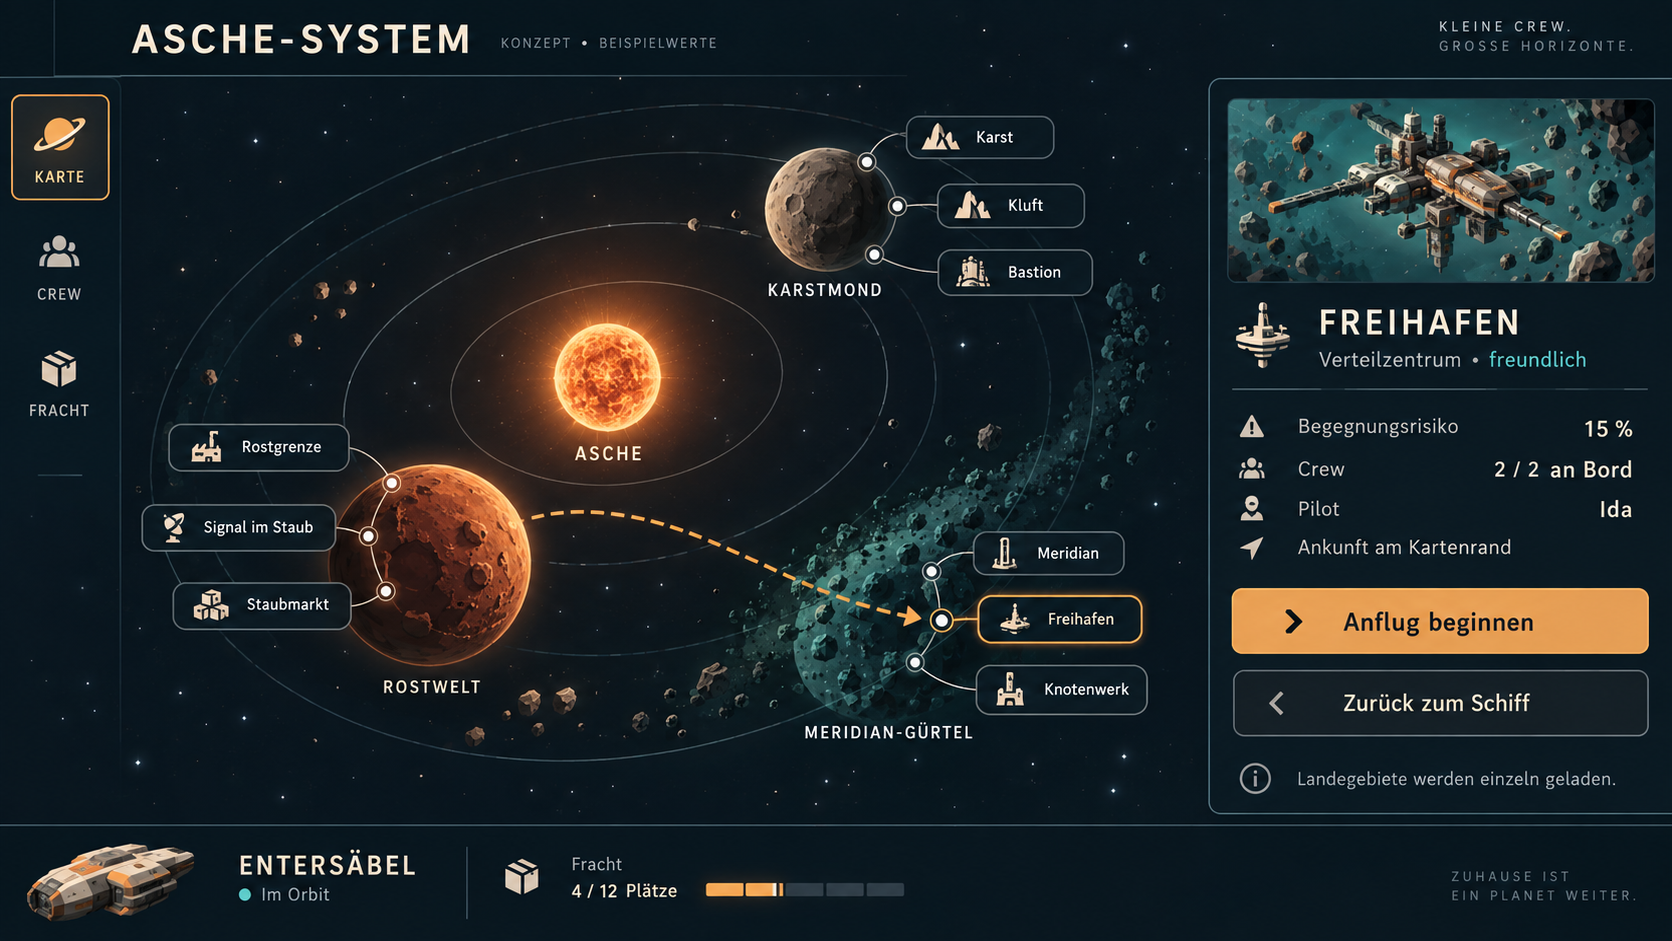 ASCHE-SYSTEM
KONZEPT • BEISPIELWERTE
KLEINE CREW.
GROSSE HORIZONTE.
KARTE
CREW
FRACHT
Karst
Kluft
Bastion
KARSTMOND
ASCHE
Rostgrenze
Signal im Staub
Staubmarkt
ROSTWELT
Meridian
Freihafen
Knotenwerk
MERIDIAN-GÜRTEL
FREIHAFEN
Verteilzentrum • freundlich
Begegnungsrisiko 15 %
Crew 2 / 2 an Bord
Pilot Ida
Ankunft am Kartenrand
Anflug beginnen
Zurück zum Schiff
Landegebiete werden einzeln geladen.
ENTERSÄBEL
Im Orbit
Fracht
4 / 12 Plätze
ZUHAUSE IST
EIN PLANET WEITER.